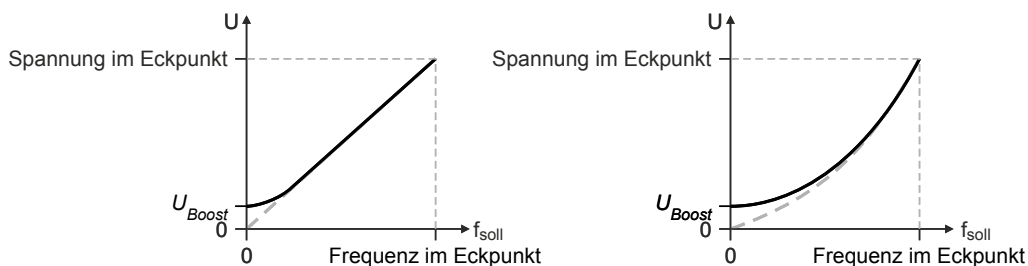 U
Spannung im Eckpunkt
U_Boost
0
f_soll
0
Frequenz im Eckpunkt
U
Spannung im Eckpunkt
U_Boost
0
f_soll
0
Frequenz im Eckpunkt